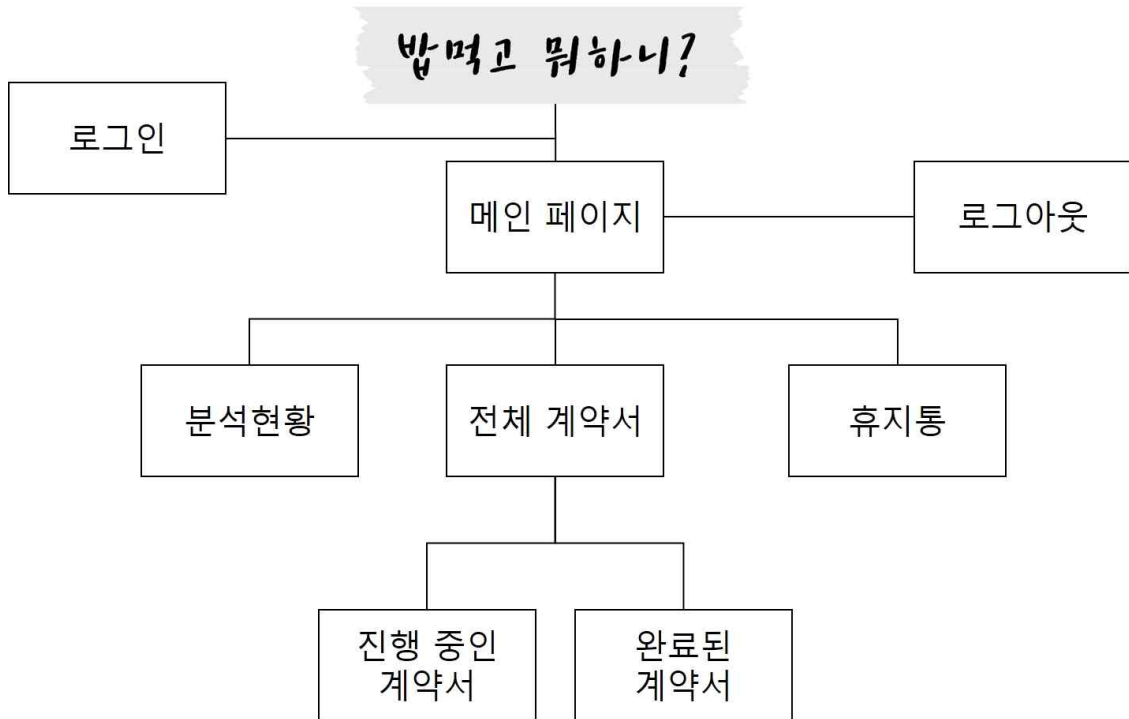 밥먹고 뭐하니?
로그인
메인 페이지
로그아웃
분석현황
전체 계약서
휴지통
진행 중인
계약서
완료된
계약서